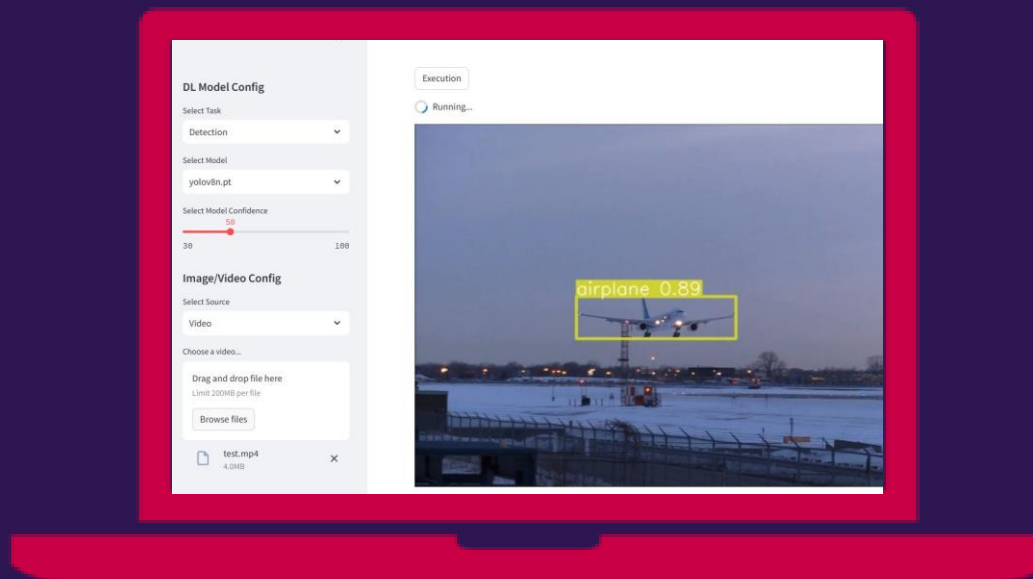 DL Model Config
Select Task
Detection
Select Model
yolov8n.pt
Select Model Confidence
50
30 100
Image/Video Config
Select Source
Video
Choose a video...
Drag and drop file here
Limit 200MB per file
Browse files
test.mp4
4.0MB
Execution
Running...
airplane 0.89